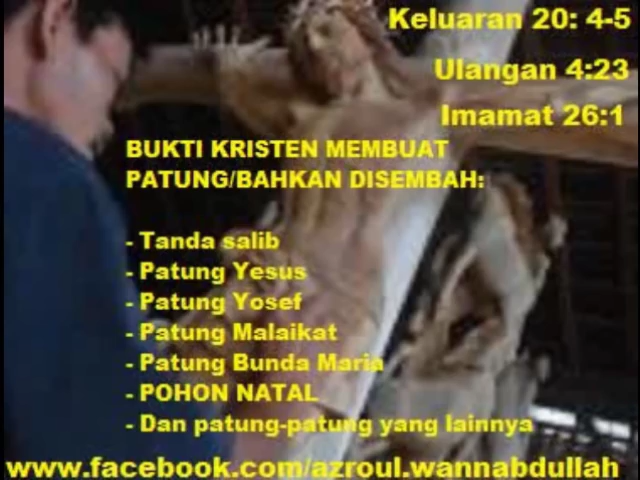 Keluaran 20: 4-5
Ulangan 4:23
Imamat 26:1
BUKTI KRISTEN MEMBUAT
PATUNG/BAHKAN DISEMBAH:
- Tanda salib
- Patung Yesus
- Patung Yosef
- Patung Malaikat
- Patung Bunda Maria
- POHON NATAL
- Dan patung-patung yang lainnya
www.facebook.com/azroul.wannabdullah